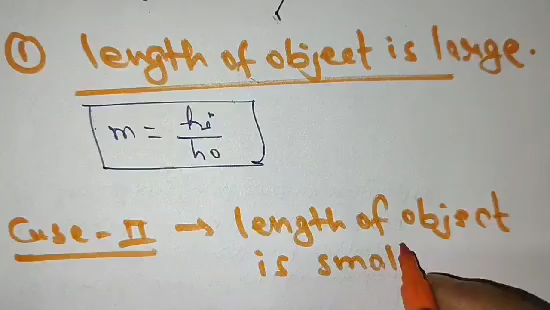 ① length of object is large.
m = hi/ho
Case-II → length of object
is smal